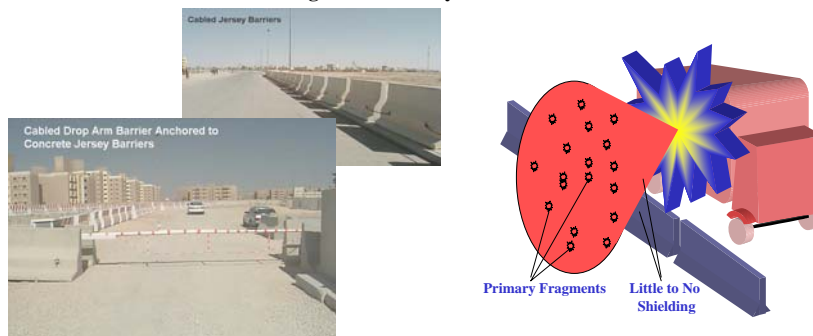 Cabled Jersey Barriers
Cabled Drop Arm Barrier Anchored to
Concrete Jersey Barriers
Primary Fragments
Little to No
Shielding